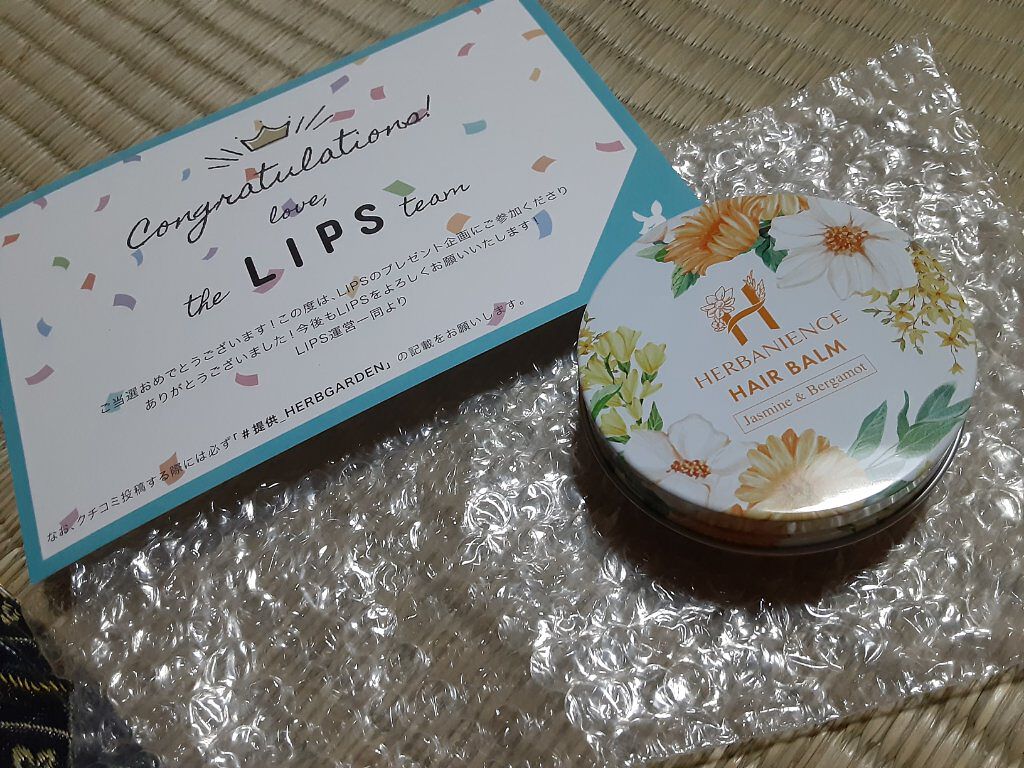 Congratulations!
love,
the LIPS team
ご当選おめでとうございます！この度は、LIPSのプレゼント企画にご参加くださり
ありがとうございました！今後もLIPSをよろしくお願いいたします！
LIPS運営一同より
なお、クチコミ投稿する際には必ず「#提供_HERBGARDEN」の記載をお願いします。
H
HERBANIENCE
HAIR BALM
Jasmine & Bergamot